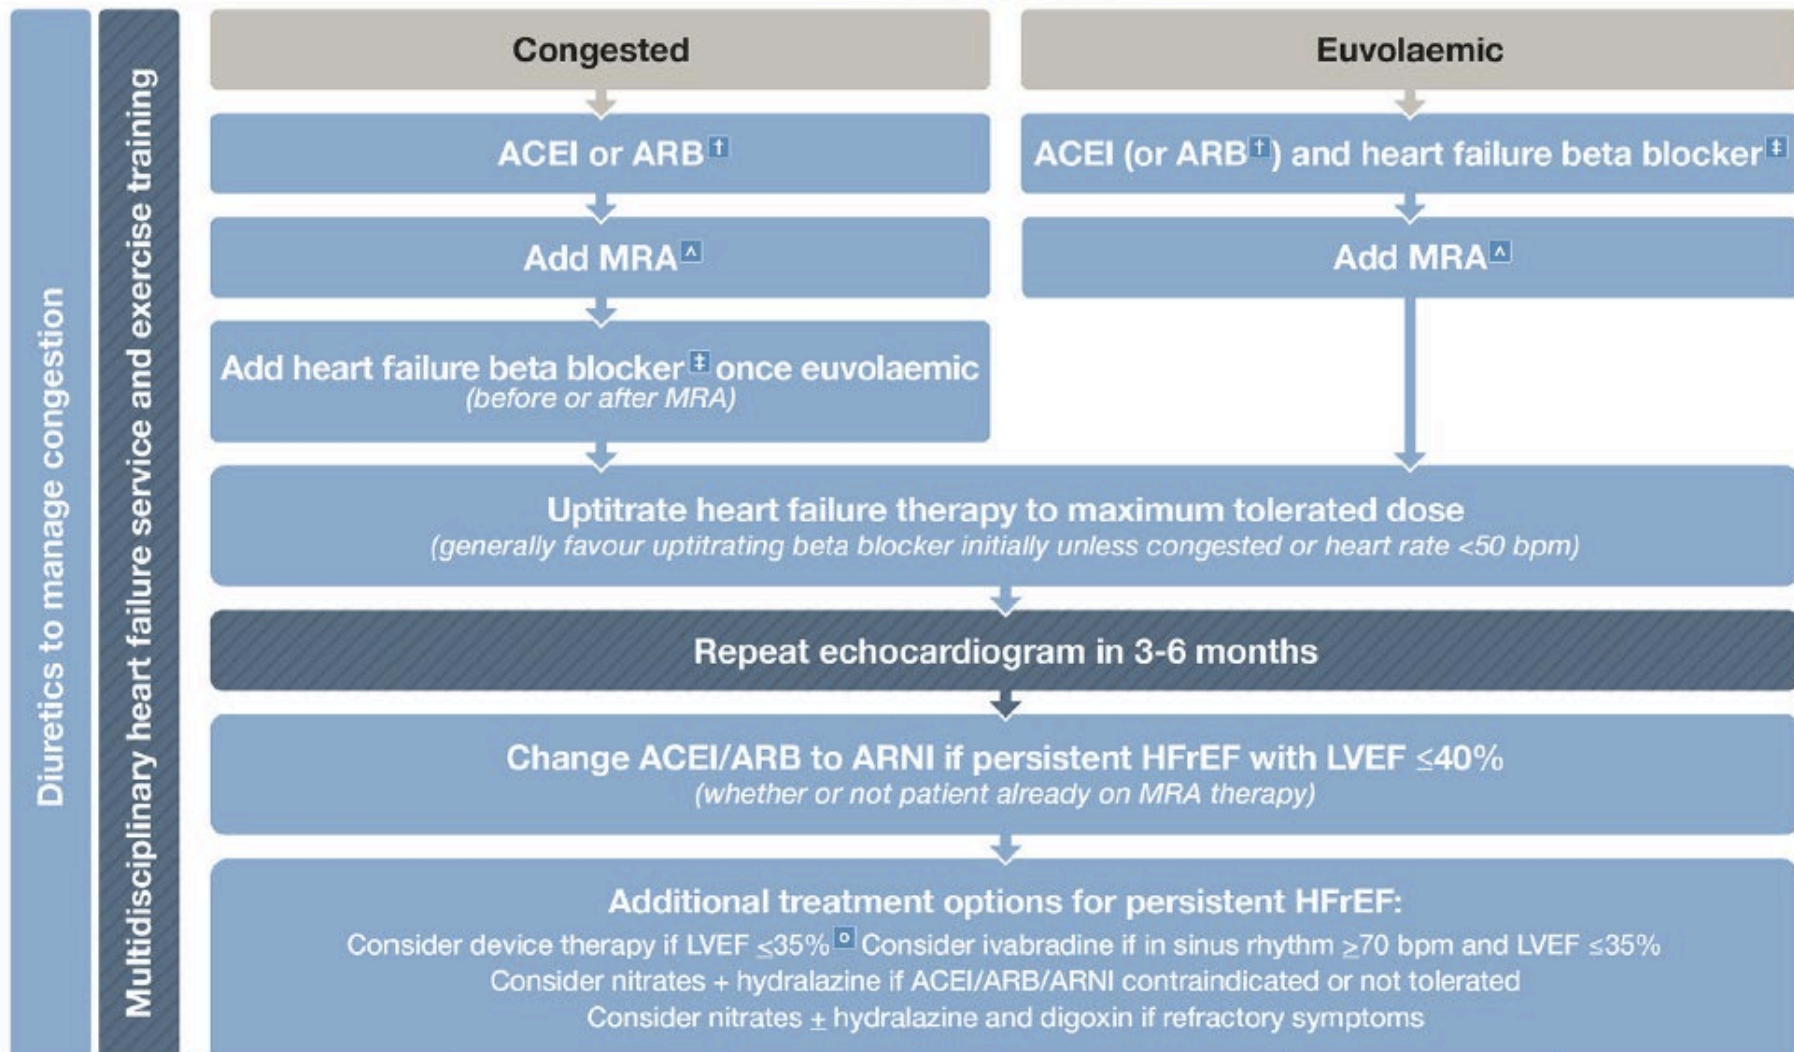 Diuretics to manage congestion
Multidisciplinary heart failure service and exercise training
Congested
Euvolaemic
ACEI or ARB†
ACEI (or ARB†) and heart failure beta blocker‡
Add MRA^
Add MRA^
Add heart failure beta blocker‡ once euvolaemic
(before or after MRA)
Uptitrate heart failure therapy to maximum tolerated dose
(generally favour uptitrating beta blocker initially unless congested or heart rate <50 bpm)
Repeat echocardiogram in 3-6 months
Change ACEI/ARB to ARNI if persistent HFrEF with LVEF ≤40%
(whether or not patient already on MRA therapy)
Additional treatment options for persistent HFrEF:
Consider device therapy if LVEF ≤35%o Consider ivabradine if in sinus rhythm ≥70 bpm and LVEF ≤35%
Consider nitrates + hydralazine if ACEI/ARB/ARNI contraindicated or not tolerated
Consider nitrates ± hydralazine and digoxin if refractory symptoms